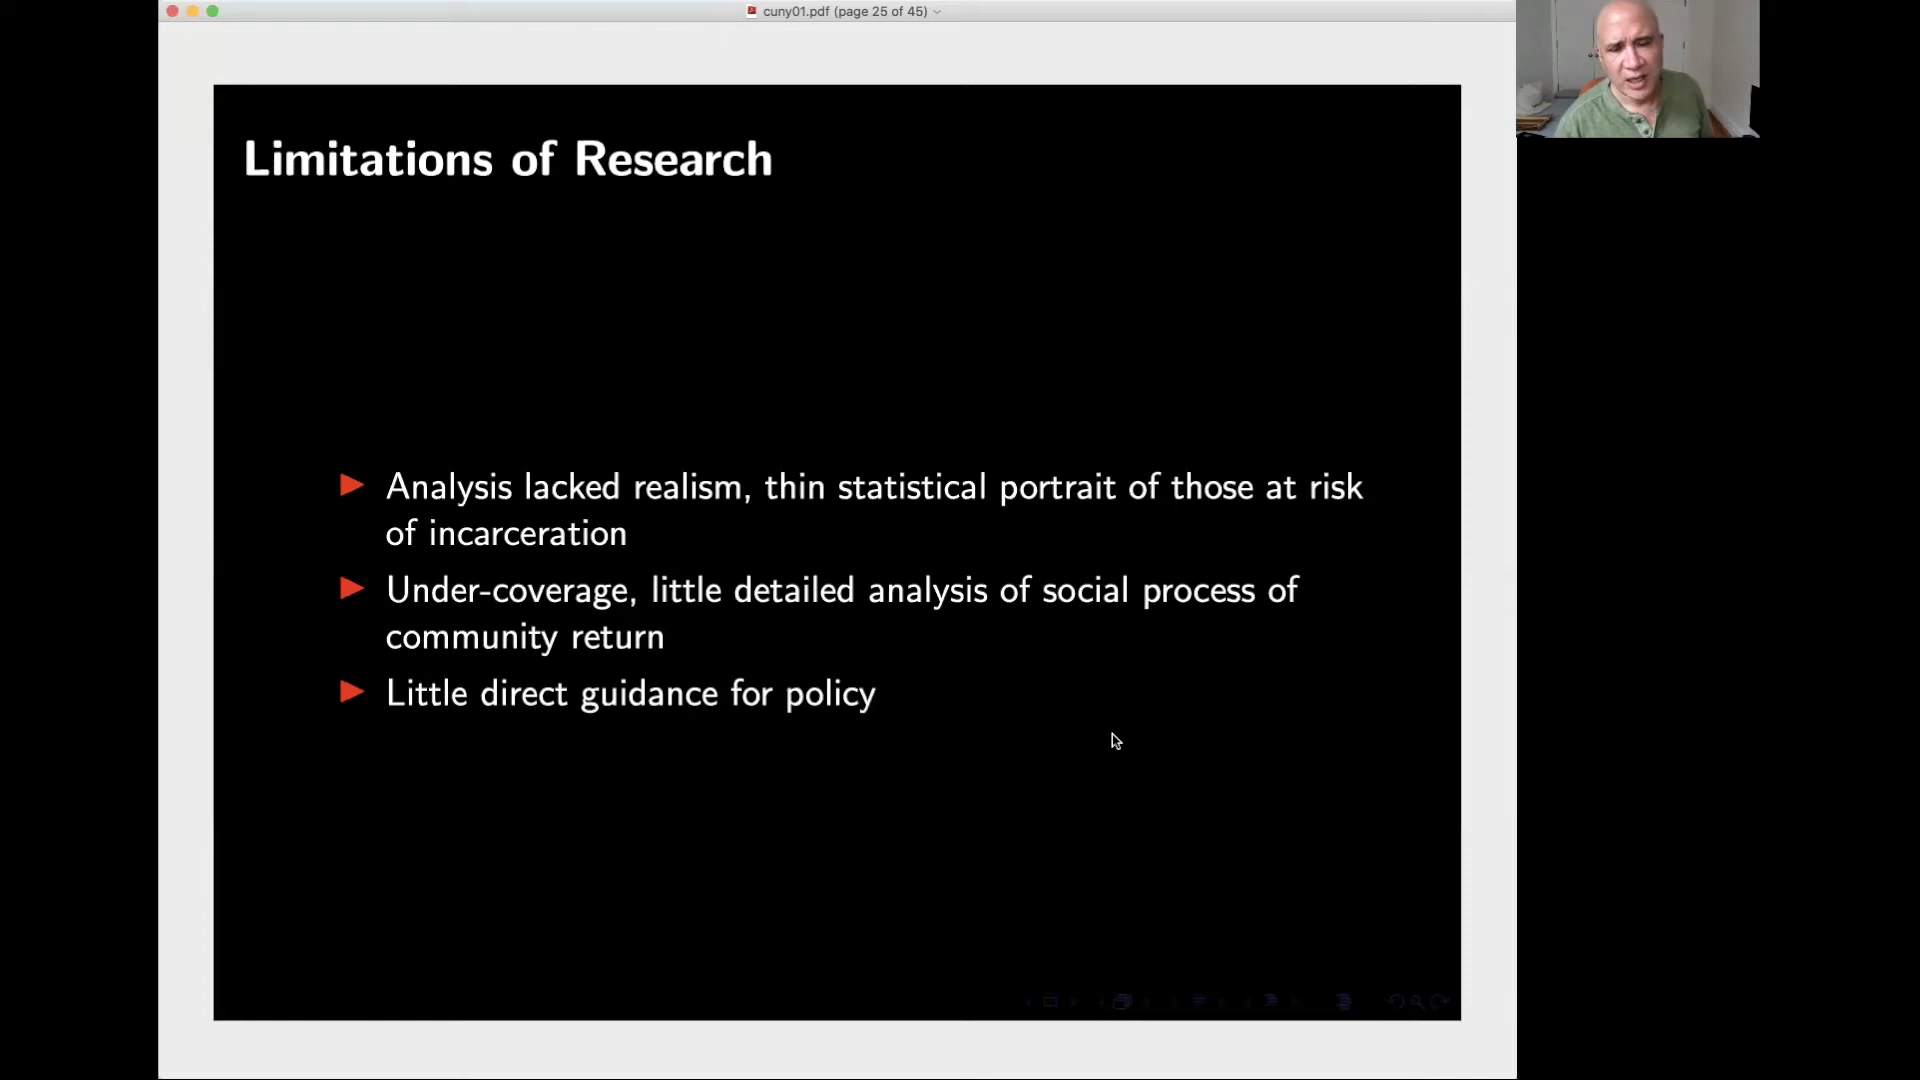 cuny01.pdf (page 25 of 45)
Limitations of Research
Analysis lacked realism, thin statistical portrait of those at risk
of incarceration
Under-coverage, little detailed analysis of social process of
community return
Little direct guidance for policy